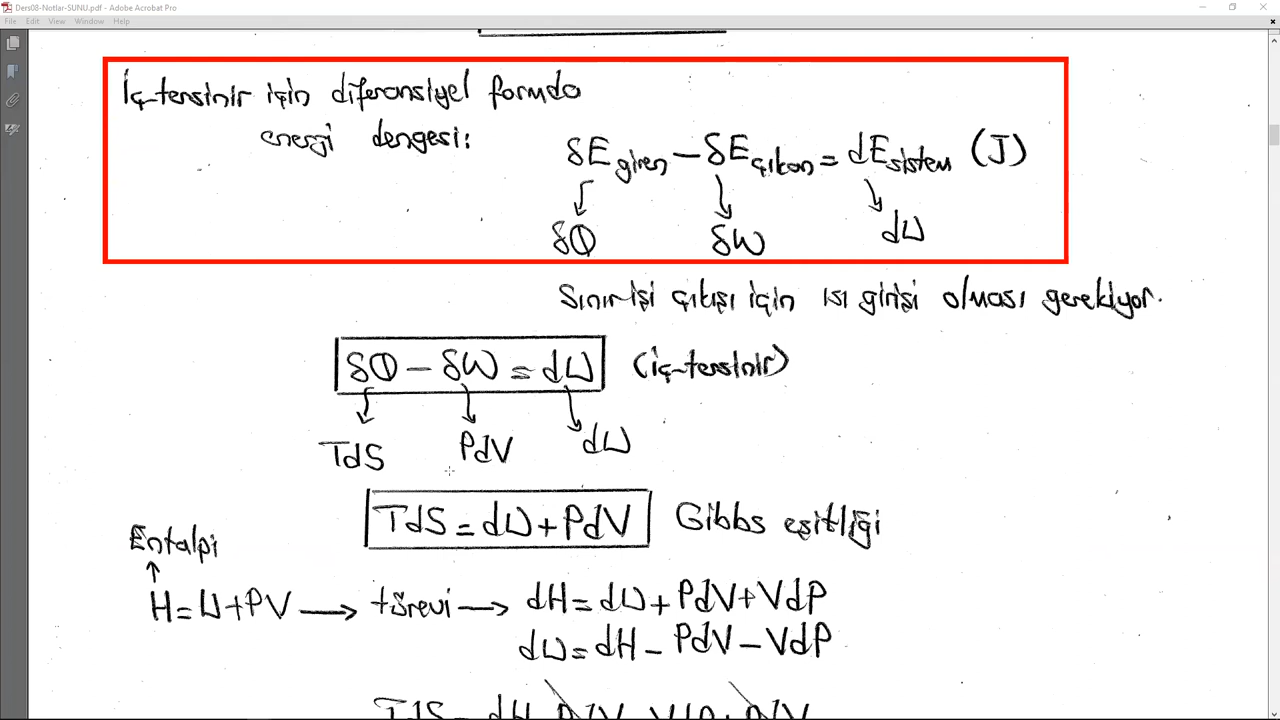 Ders08-Notlar-SUNU.pdf - Adobe Acrobat Pro
File Edit View Window Help
İç-tersinir için diferansiyel formda
enerji dengesi:
δE giren - δE çıkan = dE sistem (J)
δQ δW dU
Sınır işi çıkışı için ısı girişi olması gerekiyor.
δQ - δW = dU (iç-tersinir)
TdS PdV dU
TdS = dU + PdV Gibbs eşitliği
Entalpi
H = U + PV → türevi → dH = dU + PdV + VdP
dU = dH - PdV - VdP